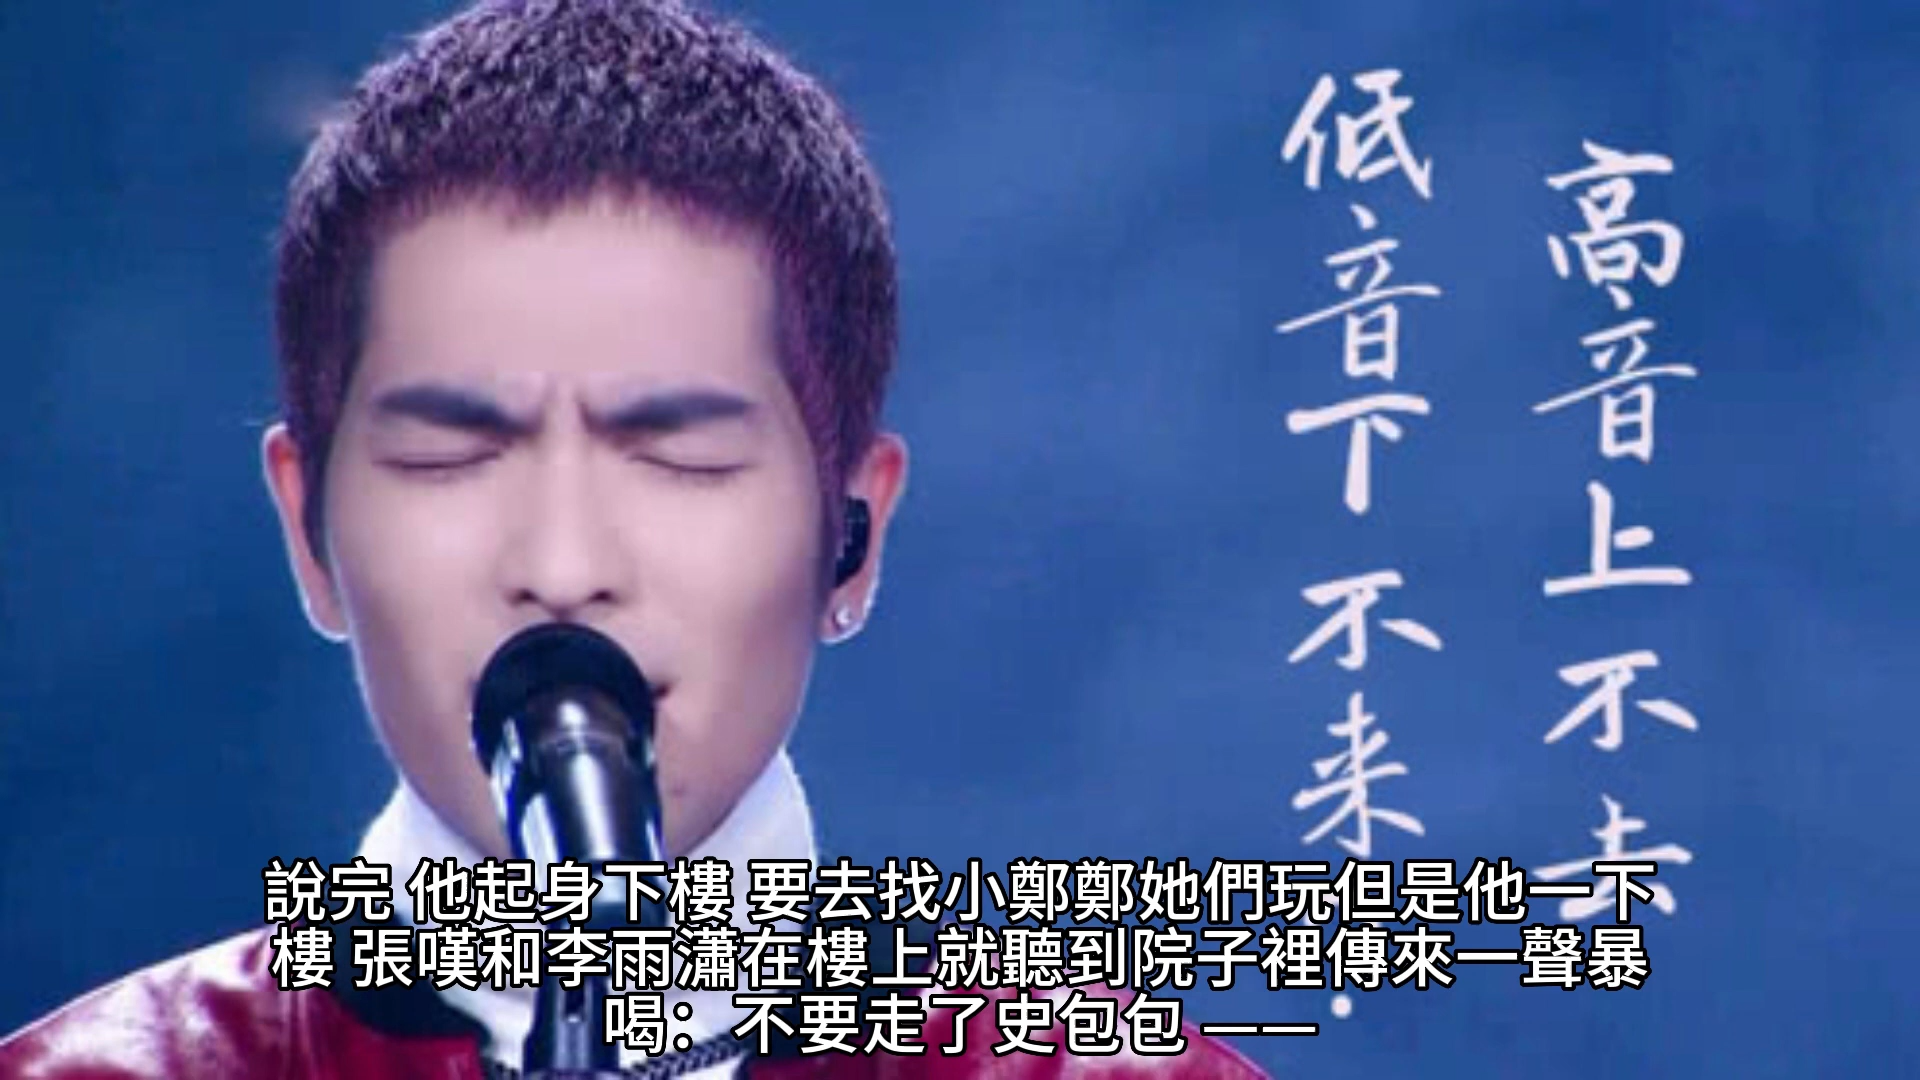 高音上不去
低音下不来
說完 他起身下樓 要去找小鄭鄭她們玩但是他一下
樓 張嘆和李雨瀟在樓上就聽到院子裡傳來一聲暴
喝：不要走了史包包 ——